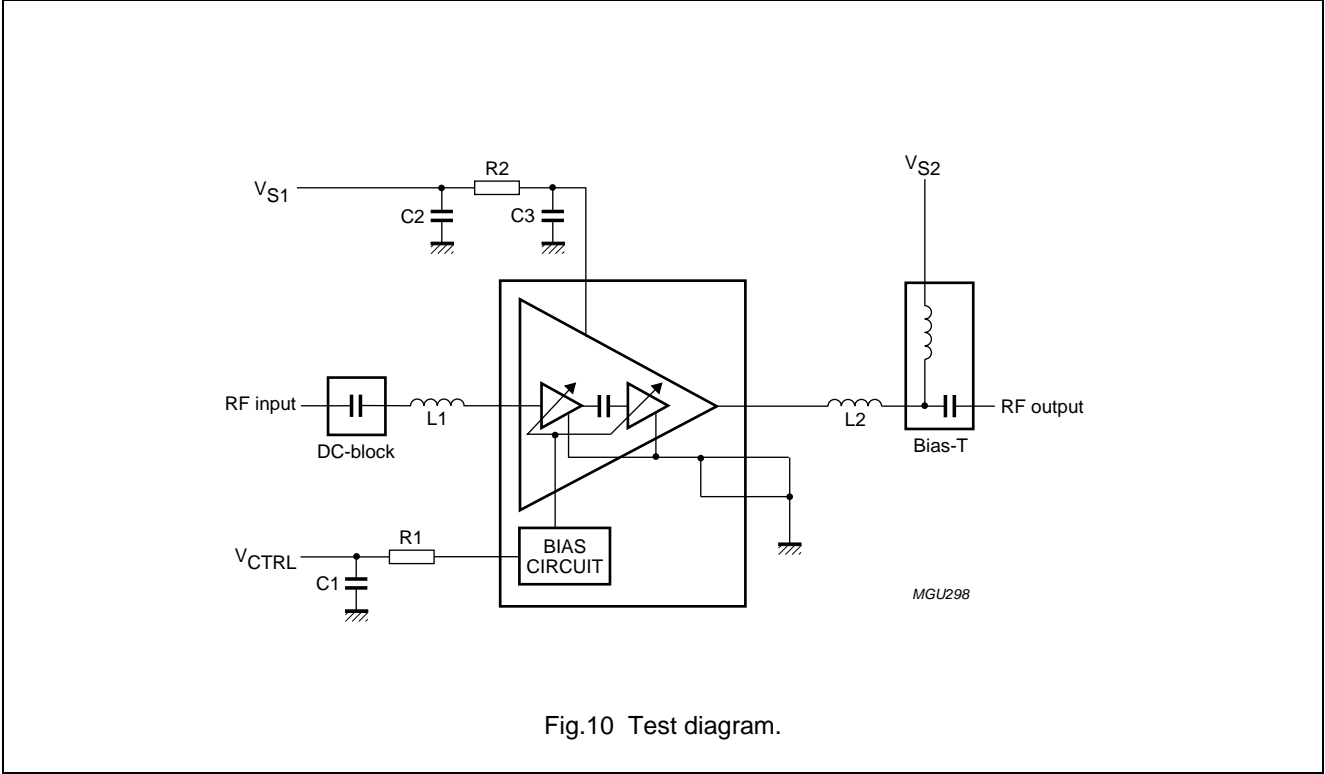 R2
VS2
VS1
C2
C3
RF input
L1
DC-block
L2
RF output
Bias-T
R1
VCTRL
C1
BIAS
CIRCUIT
MGU298
Fig.10 Test diagram.